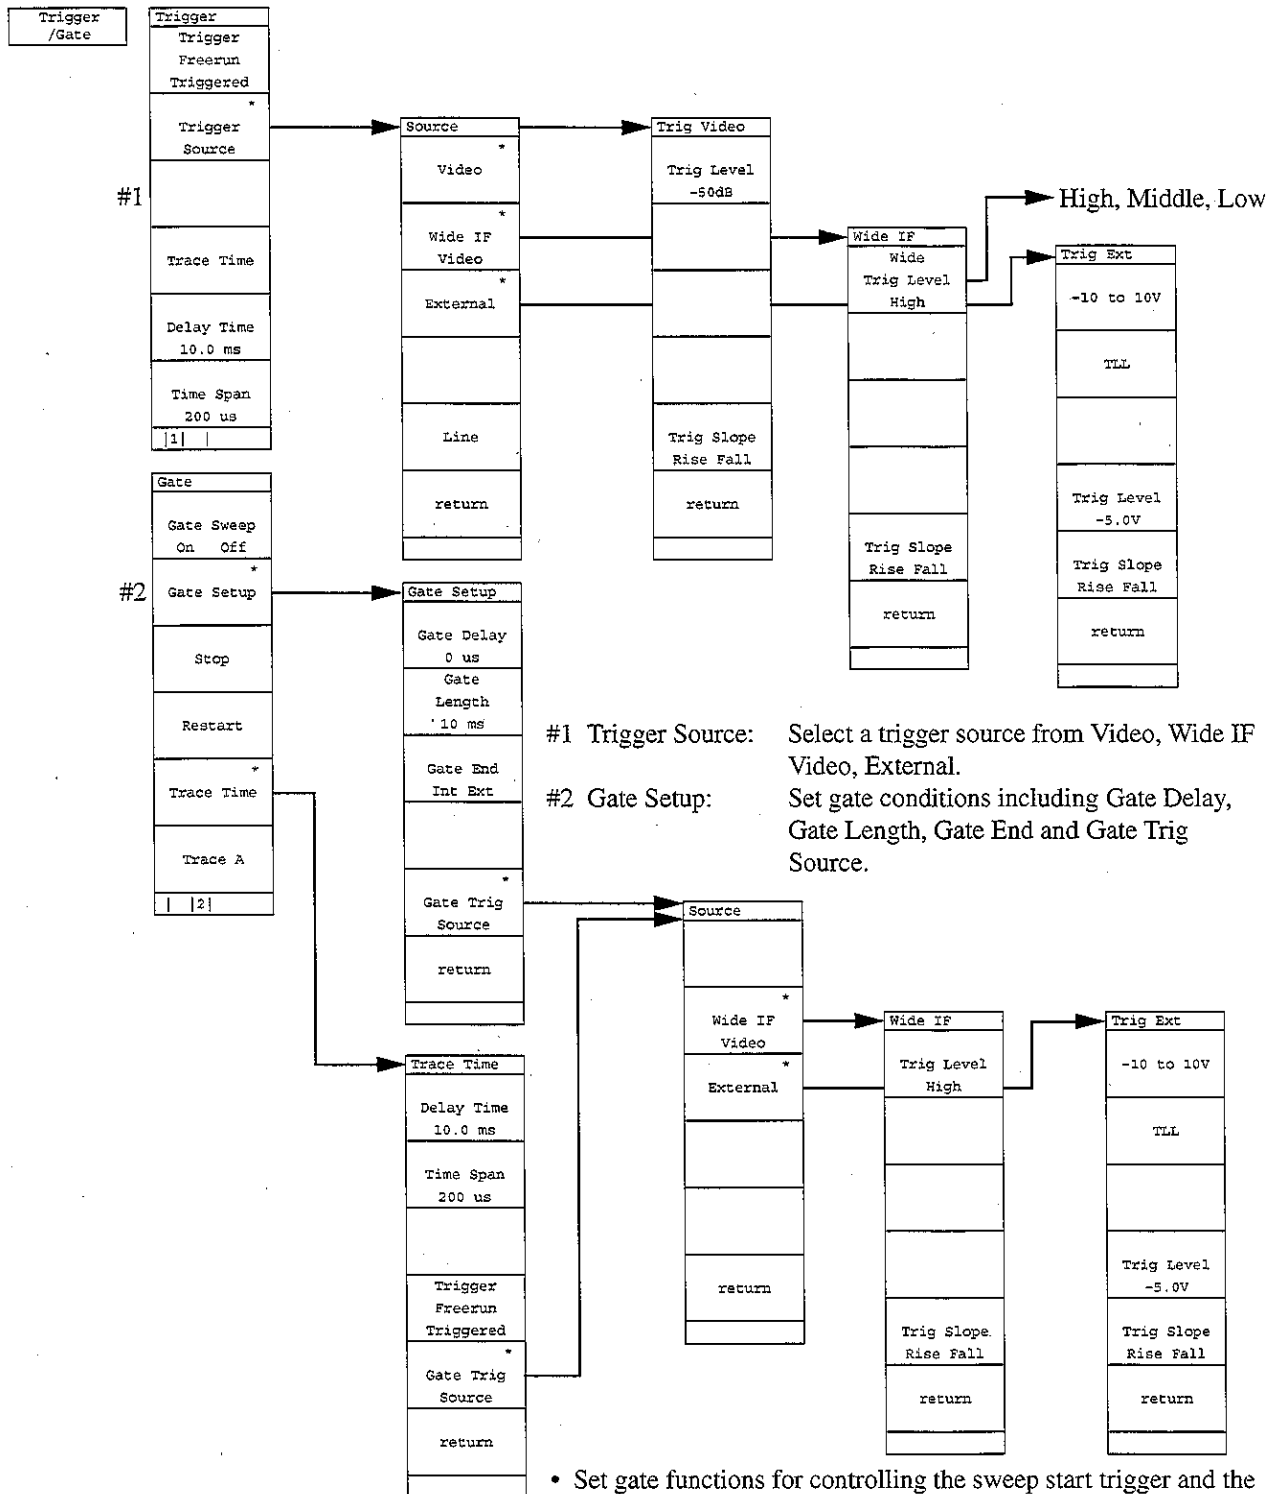 Trigger
/Gate
Trigger
Trigger
Freerun
Triggered
*
Trigger
Source
#1
Trace Time
Delay Time
10.0 ms
Time Span
200 us
|1| |
Source
*
Video
*
Wide IF
Video
*
External
Line
return
Trig Video
Trig Level
-50dB
Trig Slope
Rise Fall
return
Wide IF
Wide
Trig Level
High
Trig Slope
Rise Fall
return
High, Middle, Low
Trig Ext
-10 to 10V
TLL
Trig Level
-5.0V
Trig Slope
Rise Fall
return
Gate
Gate Sweep
On Off
*
#2
Gate Setup
Stop
Restart
*
Trace Time
Trace A
| |2|
Gate Setup
Gate Delay
0 us
Gate
Length
10 ms
Gate End
Int Ext
*
Gate Trig
Source
return
#1 Trigger Source: Select a trigger source from Video, Wide IF
Video, External.
#2 Gate Setup: Set gate conditions including Gate Delay,
Gate Length, Gate End and Gate Trig
Source.
Trace Time
Delay Time
10.0 ms
Time Span
200 us
Trigger
Freerun
Triggered
*
Gate Trig
Source
return
Source
*
Wide IF
Video
*
External
return
Wide IF
Trig Level
High
Trig Slope
Rise Fall
return
Trig Ext
-10 to 10V
TLL
Trig Level
-5.0V
Trig Slope
Rise Fall
return
• Set gate functions for controlling the sweep start trigger and the